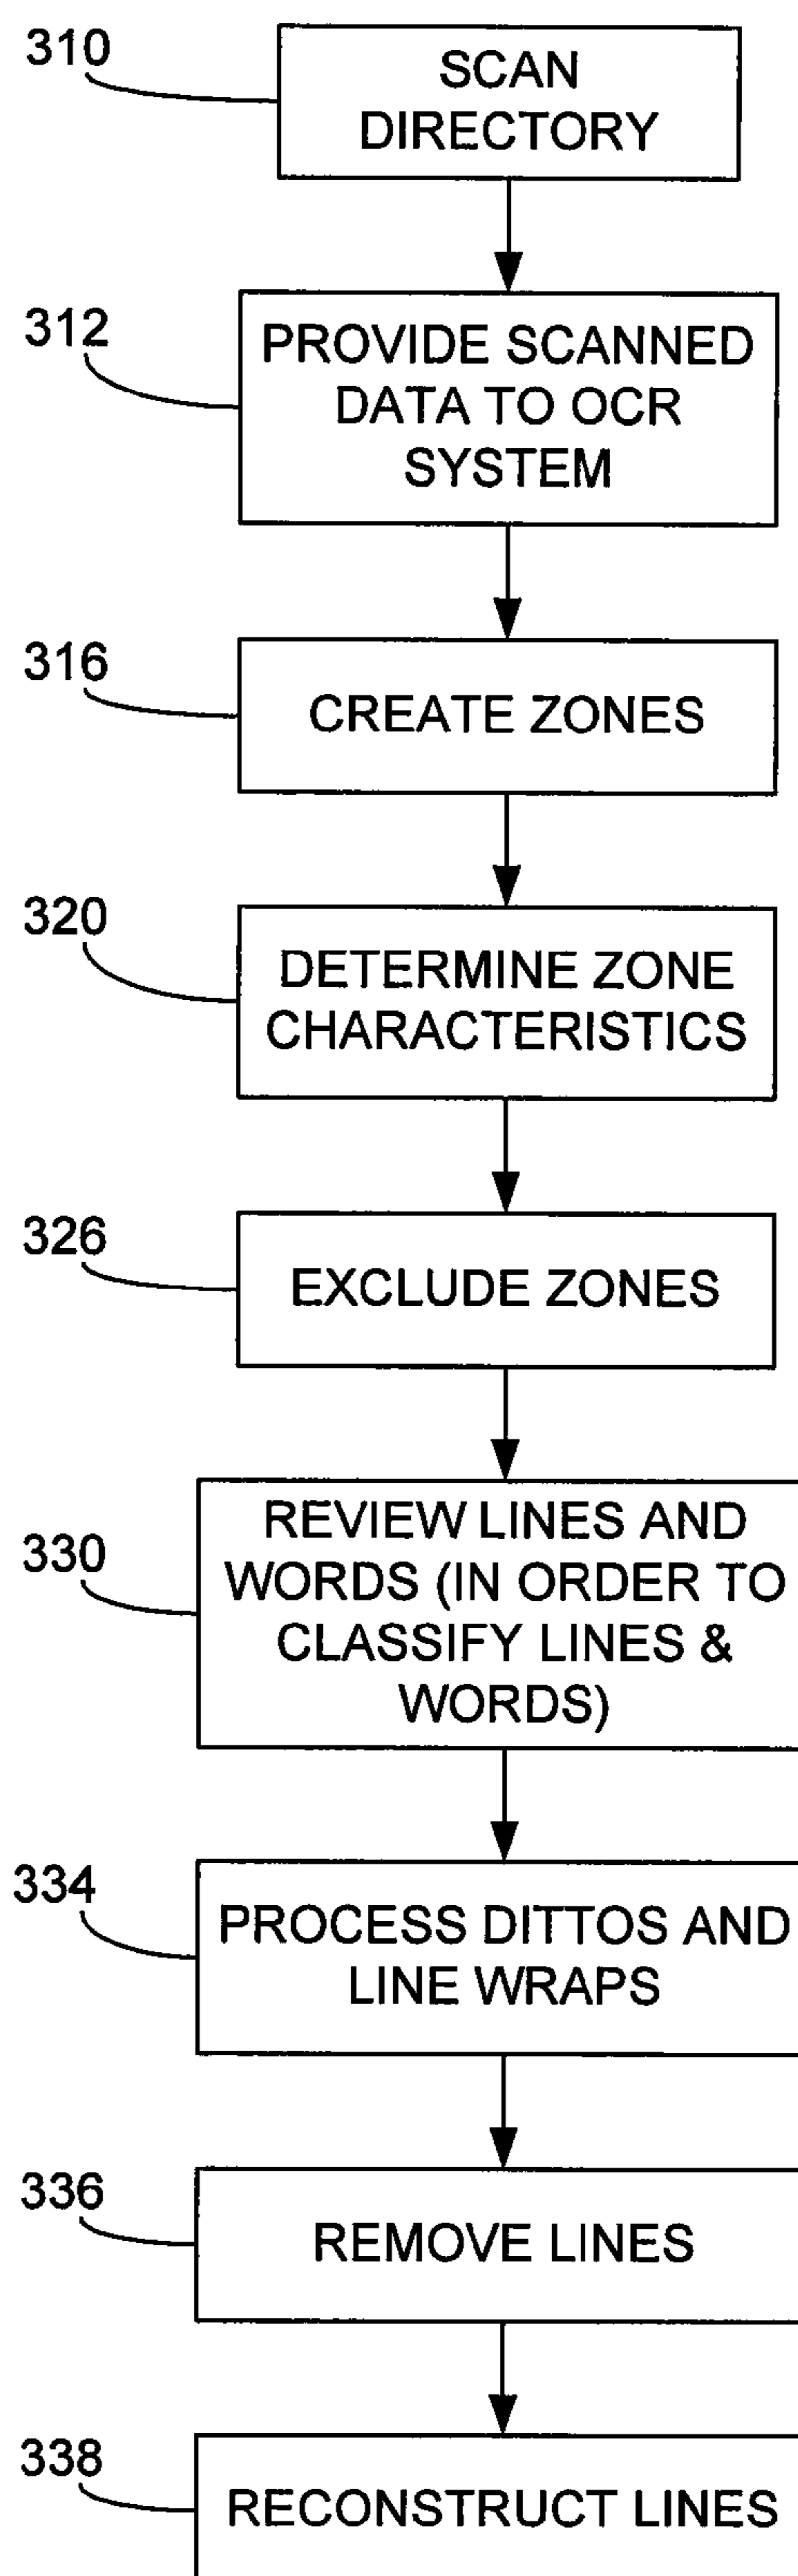 310
SCAN
DIRECTORY
312
PROVIDE SCANNED
DATA TO OCR
SYSTEM
316
CREATE ZONES
320
DETERMINE ZONE
CHARACTERISTICS
326
EXCLUDE ZONES
330
REVIEW LINES AND
WORDS (IN ORDER TO
CLASSIFY LINES &
WORDS)
334
PROCESS DITTOS AND
LINE WRAPS
336
REMOVE LINES
338
RECONSTRUCT LINES